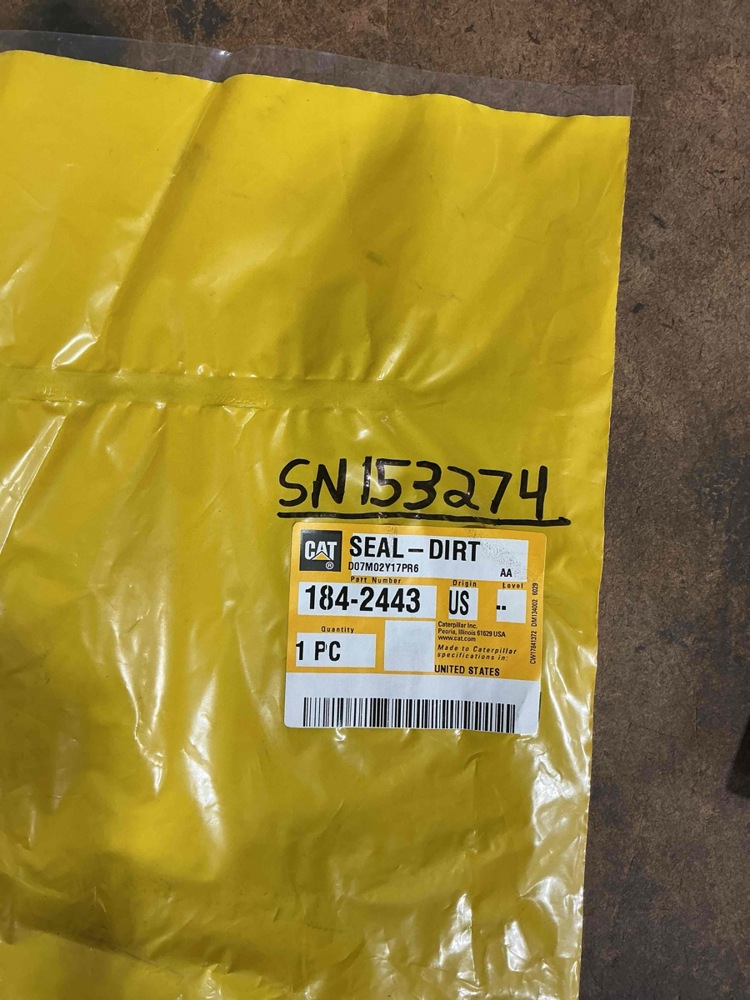 SN153274
CAT ®
SEAL-DIRT
D07M02Y17PR6
AA
Part Number
Origin
Level
184-2443
US
--
Quantity
1 PC
Caterpillar Inc.
Peoria, Illinois 61629 USA
www.cat.com
Made to Caterpillar
specifications in:
UNITED STATES